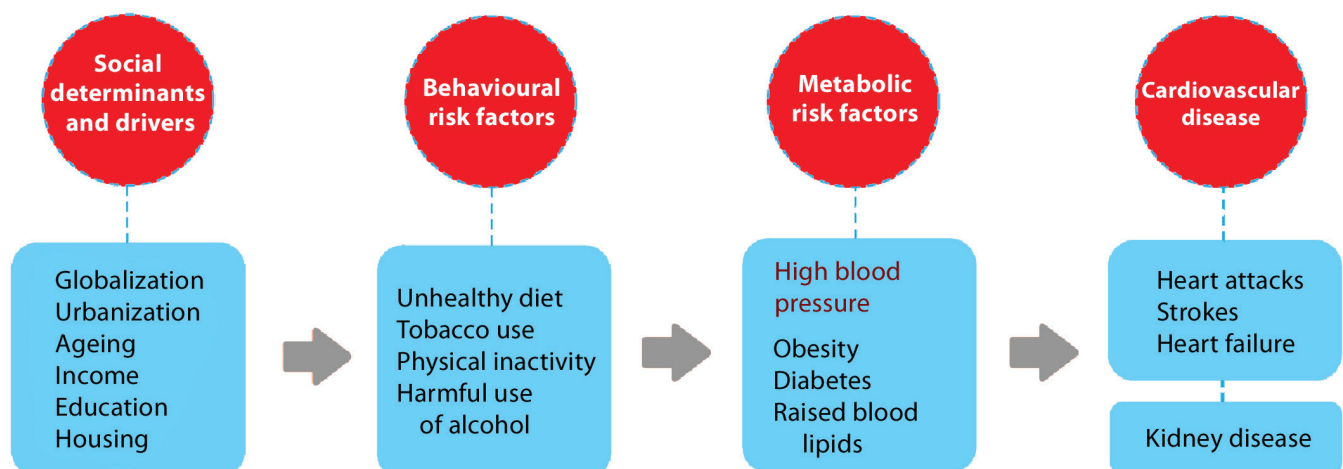 Social
determinants
and drivers
Globalization
Urbanization
Ageing
Income
Education
Housing
Behavioural
risk factors
Unhealthy diet
Tobacco use
Physical inactivity
Harmful use
of alcohol
Metabolic
risk factors
High blood
pressure
Obesity
Diabetes
Raised blood
lipids
Cardiovascular
disease
Heart attacks
Strokes
Heart failure
Kidney disease